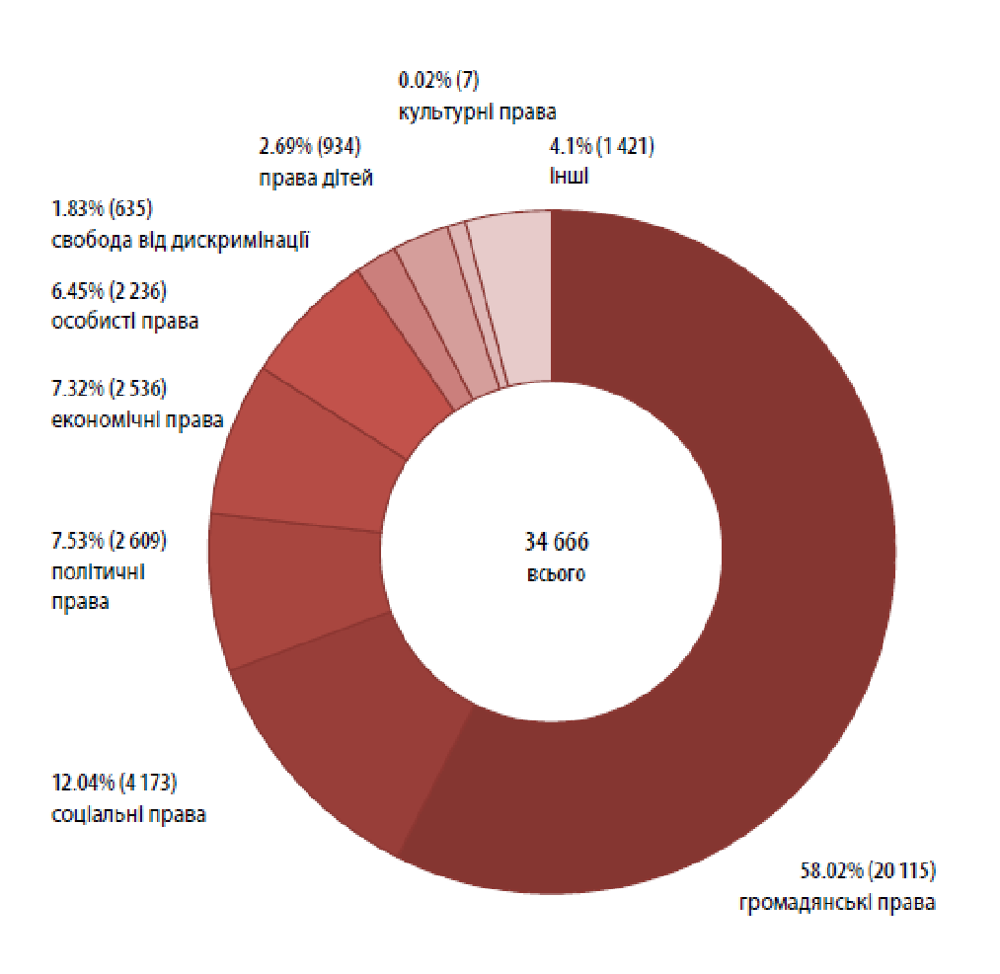 0.02% (7)
культурні права
2.69% (934)
права дітей
4.1% (1 421)
інші
1.83% (635)
свобода від дискримінації
6.45% (2 236)
особисті права
7.32% (2 536)
економічні права
7.53% (2 609)
політичні
права
34 666
всього
12.04% (4 173)
соціальні права
58.02% (20 115)
громадянські права